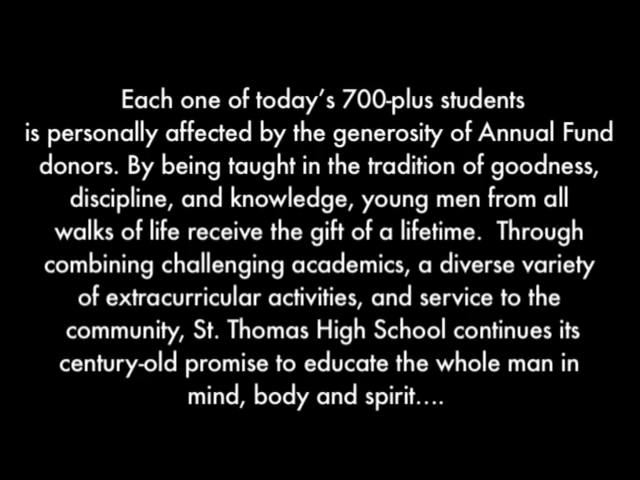 Each one of today's 700-plus students
is personally affected by the generosity of Annual Fund
donors. By being taught in the tradition of goodness,
discipline, and knowledge, young men from all
walks of life receive the gift of a lifetime.  Through
combining challenging academics, a diverse variety
of extracurricular activities, and service to the
community, St. Thomas High School continues its
century-old promise to educate the whole man in
mind, body and spirit....